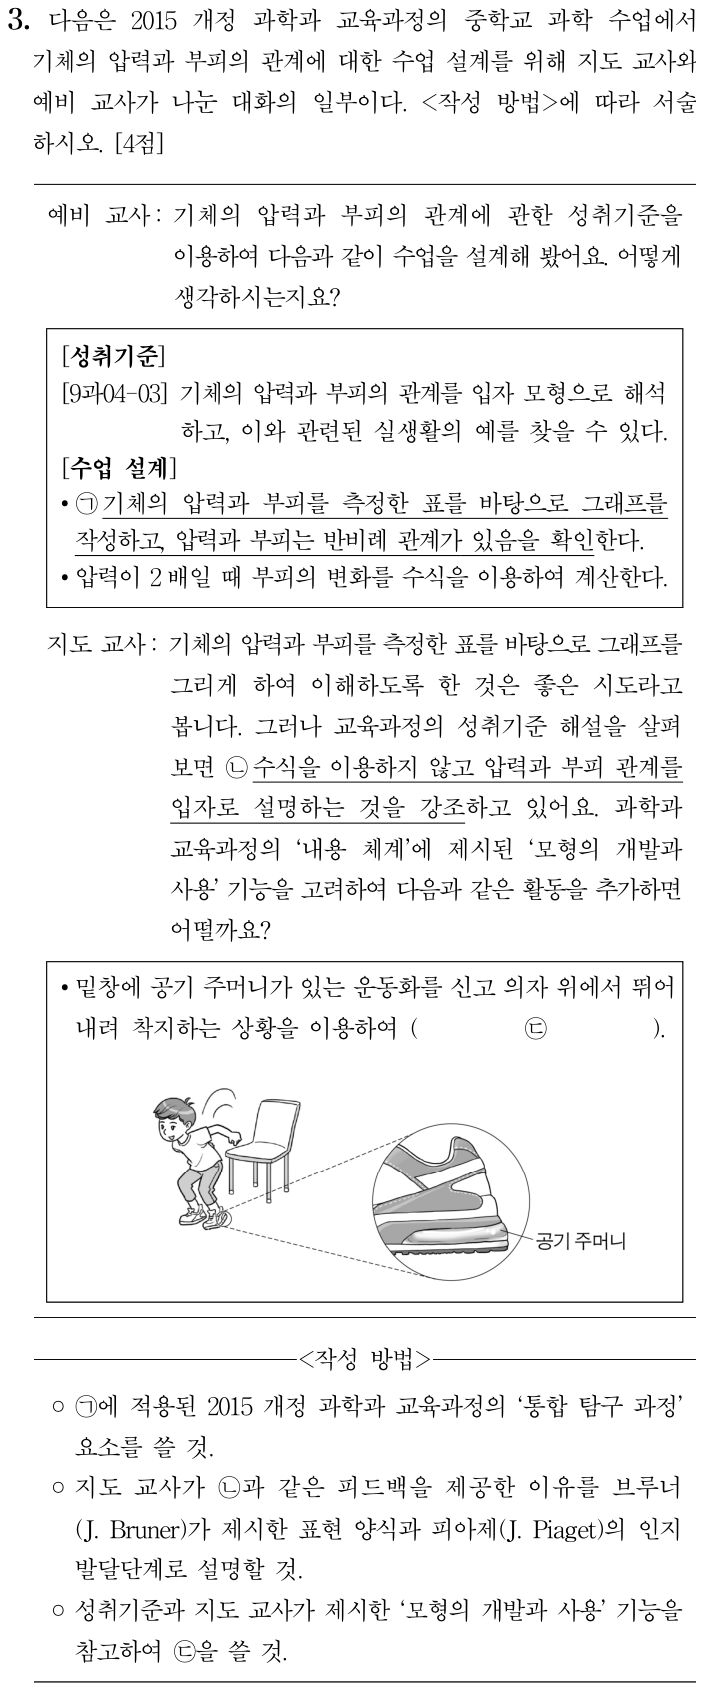 3. 다음은 2015 개정 과학과 교육과정의 중학교 과학 수업에서
기체의 압력과 부피의 관계에 대한 수업 설계를 위해 지도 교사와
예비 교사가 나눈 대화의 일부이다. <작성 방법>에 따라 서술
하시오. [4점]
예비 교사: 기체의 압력과 부피의 관계에 관한 성취기준을
이용하여 다음과 같이 수업을 설계해 봤어요. 어떻게
생각하시는지요?
[성취기준]
[9과04-03] 기체의 압력과 부피의 관계를 입자 모형으로 해석
하고, 이와 관련된 실생활의 예를 찾을 수 있다.
[수업 설계]
• ㉠기체의 압력과 부피를 측정한 표를 바탕으로 그래프를
작성하고, 압력과 부피는 반비례 관계가 있음을 확인한다.
• 압력이 2배일 때 부피의 변화를 수식을 이용하여 계산한다.
지도 교사: 기체의 압력과 부피를 측정한 표를 바탕으로 그래프를
그리게 하여 이해하도록 한 것은 좋은 시도라고
봅니다. 그러나 교육과정의 성취기준 해설을 살펴
보면 ㉡수식을 이용하지 않고 압력과 부피 관계를
입자로 설명하는 것을 강조하고 있어요. 과학과
교육과정의 ‘내용 체계’에 제시된 ‘모형의 개발과
사용’ 기능을 고려하여 다음과 같은 활동을 추가하면
어떨까요?
• 밑창에 공기 주머니가 있는 운동화를 신고 의자 위에서 뛰어
내려 착지하는 상황을 이용하여 ( ㉢ ).
공기 주머니
<작성 방법>
○ ㉠에 적용된 2015 개정 과학과 교육과정의 ‘통합 탐구 과정’
요소를 쓸 것.
○ 지도 교사가 ㉡과 같은 피드백을 제공한 이유를 브루너
(J. Bruner)가 제시한 표현 양식과 피아제(J. Piaget)의 인지
발달단계로 설명할 것.
○ 성취기준과 지도 교사가 제시한 ‘모형의 개발과 사용’ 기능을
참고하여 ㉢을 쓸 것.